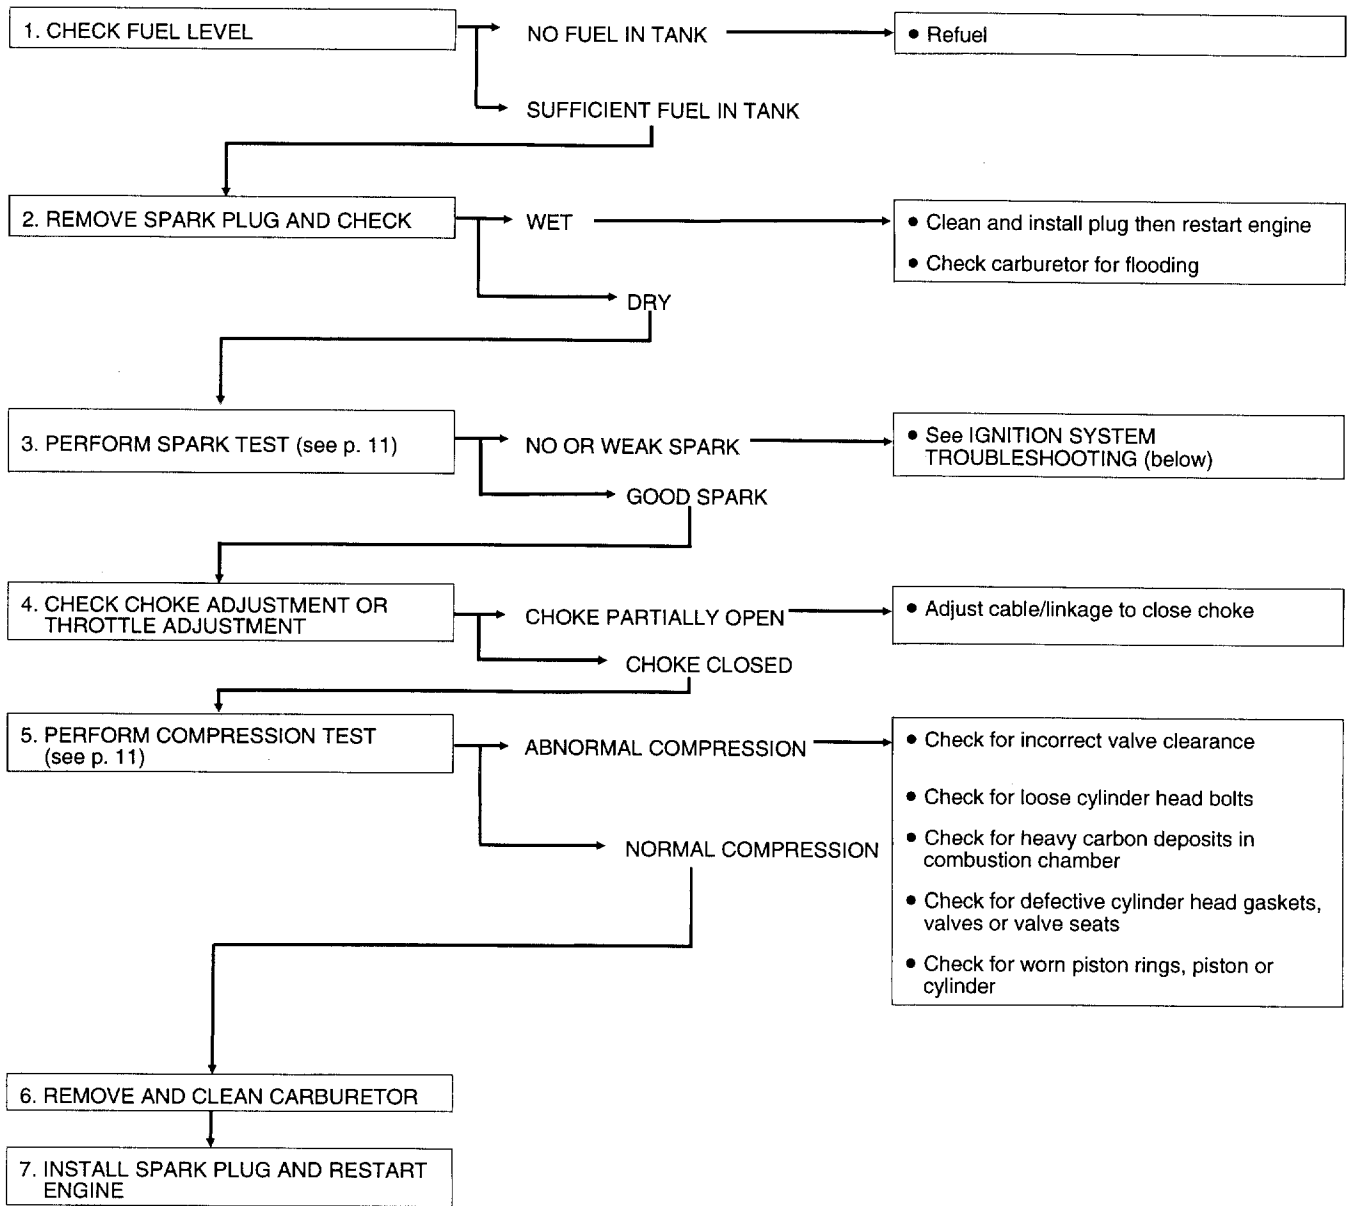 1. CHECK FUEL LEVEL
NO FUEL IN TANK
• Refuel
SUFFICIENT FUEL IN TANK
2. REMOVE SPARK PLUG AND CHECK
WET
• Clean and install plug then restart engine
• Check carburetor for flooding
DRY
3. PERFORM SPARK TEST (see p. 11)
NO OR WEAK SPARK
• See IGNITION SYSTEM
TROUBLESHOOTING (below)
GOOD SPARK
4. CHECK CHOKE ADJUSTMENT OR
THROTTLE ADJUSTMENT
CHOKE PARTIALLY OPEN
• Adjust cable/linkage to close choke
CHOKE CLOSED
5. PERFORM COMPRESSION TEST
(see p. 11)
ABNORMAL COMPRESSION
• Check for incorrect valve clearance
• Check for loose cylinder head bolts
• Check for heavy carbon deposits in
combustion chamber
• Check for defective cylinder head gaskets,
valves or valve seats
• Check for worn piston rings, piston or
cylinder
NORMAL COMPRESSION
6. REMOVE AND CLEAN CARBURETOR
7. INSTALL SPARK PLUG AND RESTART
ENGINE